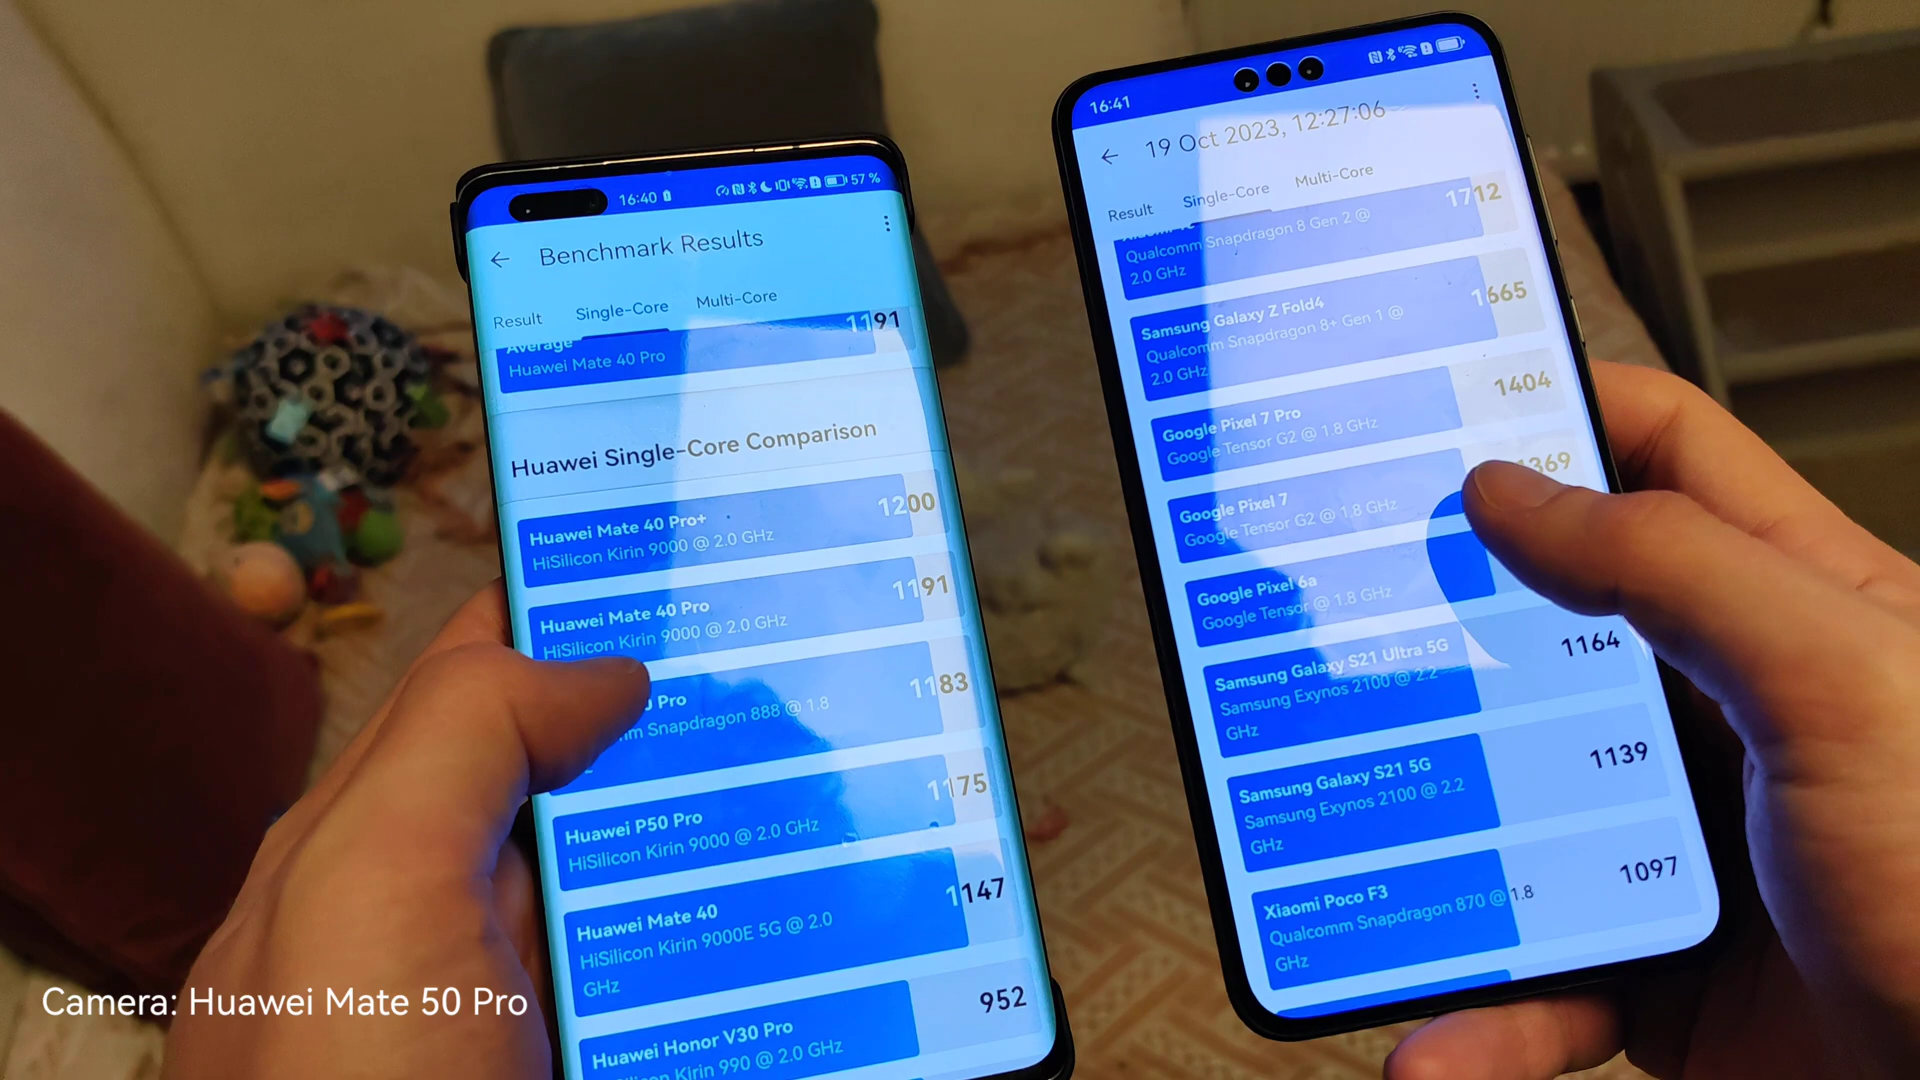 16:40
57 %
Benchmark Results
Result
Single-Core
Multi-Core
Average
1191
Huawei Mate 40 Pro
Huawei Single-Core Comparison
Huawei Mate 40 Pro+
1200
HiSilicon Kirin 9000 @ 2.0 GHz
Huawei Mate 40 Pro
1191
HiSilicon Kirin 9000 @ 2.0 GHz
Pro
1183
Snapdragon 888 @ 1.8
Huawei P50 Pro
1175
HiSilicon Kirin 9000 @ 2.0 GHz
Huawei Mate 40
1147
HiSilicon Kirin 9000E 5G @ 2.0
GHz
Huawei Honor V30 Pro
952
990 @ 2.0 GHz
16:41
19 Oct 2023, 12:27:06
Result
Single-Core
Multi-Core
1712
Qualcomm Snapdragon 8 Gen 2 @
2.0 GHz
Samsung Galaxy Z Fold4
1665
Qualcomm Snapdragon 8+ Gen 1 @
2.0 GHz
Google Pixel 7 Pro
1404
Google Tensor G2 @ 1.8 GHz
Google Pixel 7
1369
Google Tensor G2 @ 1.8 GHz
Google Pixel 6a
Google Tensor @ 1.8 GHz
Samsung Galaxy S21 Ultra 5G
1164
Samsung Exynos 2100 @ 2.2
GHz
Samsung Galaxy S21 5G
1139
Samsung Exynos 2100 @ 2.2
GHz
Xiaomi Poco F3
1097
Qualcomm Snapdragon 870 @ 1.8
GHz
Camera: Huawei Mate 50 Pro